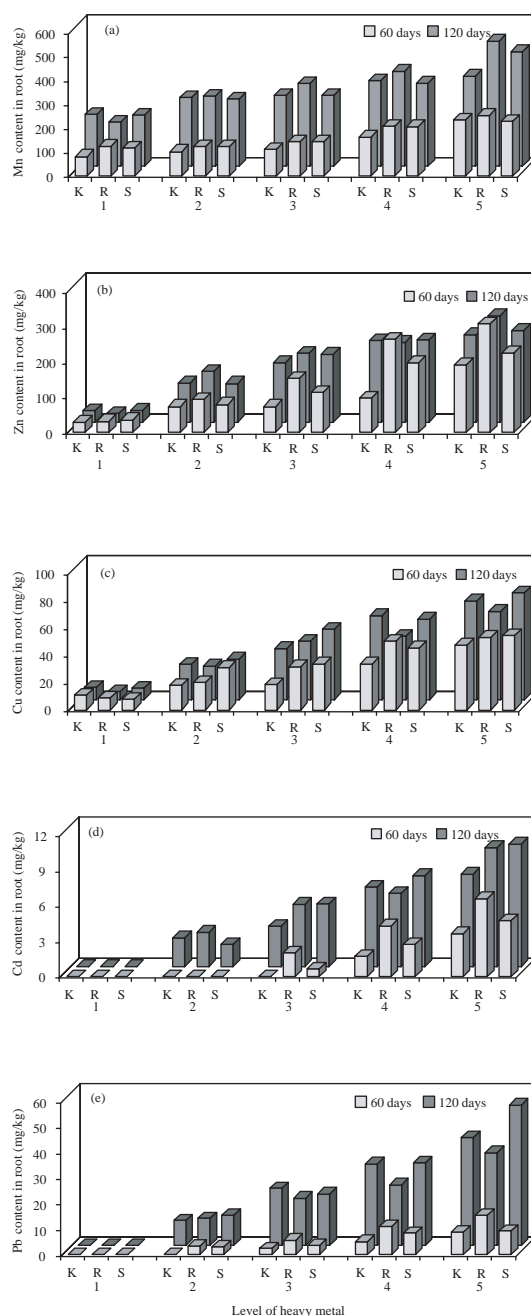 (a)
60 days 120 days
Mn content in root (mg/kg)
600
500
400
300
200
100
0
K R S K R S K R S K R S K R S
1 2 3 4 5
(b)
60 days 120 days
Zn content in root (mg/kg)
400
300
200
100
0
K R S K R S K R S K R S K R S
1 2 3 4 5
(c)
60 days 120 days
Cu content in root (mg/kg)
100
80
60
40
20
0
K R S K R S K R S K R S K R S
1 2 3 4 5
(d)
60 days 120 days
Cd content in root (mg/kg)
12
9
6
3
0
K R S K R S K R S K R S K R S
1 2 3 4 5
(e)
60 days 120 days
Pb content in root (mg/kg)
60
50
40
30
20
10
0
K R S K R S K R S K R S K R S
1 2 3 4 5
Level of heavy metal